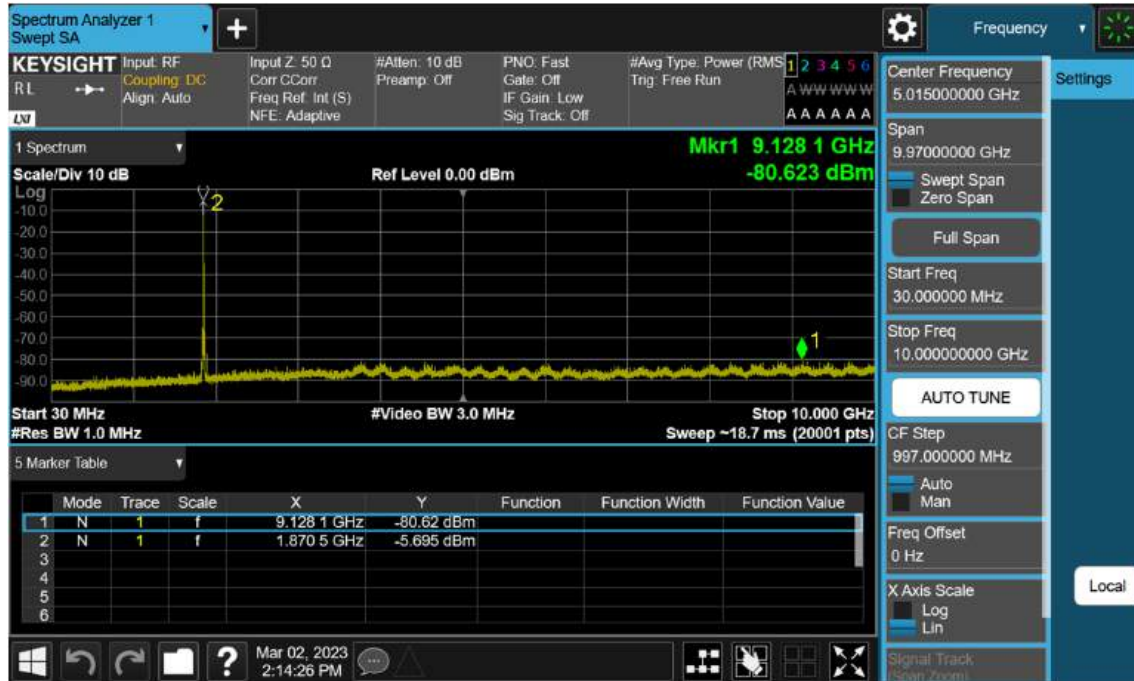 Spectrum Analyzer 1
Swept SA
+
Frequency
KEYSIGHT
RL
LXI
Input: RF
Coupling: DC
Align: Auto
Input Z: 50 Ω
Corr CCorr
Freq Ref: Int (S)
NFE: Adaptive
#Atten: 10 dB
Preamp: Off
PNO: Fast
Gate: Off
IF Gain: Low
Sig Track: Off
#Avg Type: Power (RMS
Trig: Free Run
1 2 3 4 5 6
A W W W W W
A A A A A A
1 Spectrum
Scale/Div 10 dB
Ref Level 0.00 dBm
Mkr1 9.128 1 GHz
-80.623 dBm
Log
-10.0
-20.0
-30.0
-40.0
-50.0
-60.0
-70.0
-80.0
-90.0
2
1
Start 30 MHz
#Video BW 3.0 MHz
Stop 10.000 GHz
#Res BW 1.0 MHz
Sweep ~18.7 ms (20001 pts)
5 Marker Table
Mode Trace Scale X Y Function Function Width Function Value
1 N 1 f 9.128 1 GHz -80.62 dBm
2 N 1 f 1.870 5 GHz -5.695 dBm
3
4
5
6
?
Mar 02, 2023
2:14:26 PM
Center Frequency
5.015000000 GHz
Span
9.97000000 GHz
Swept Span
Zero Span
Full Span
Start Freq
30.000000 MHz
Stop Freq
10.000000000 GHz
AUTO TUNE
CF Step
997.000000 MHz
Auto
Man
Freq Offset
0 Hz
X Axis Scale
Log
Lin
Signal Track
(Span Zoom)
Settings
Local